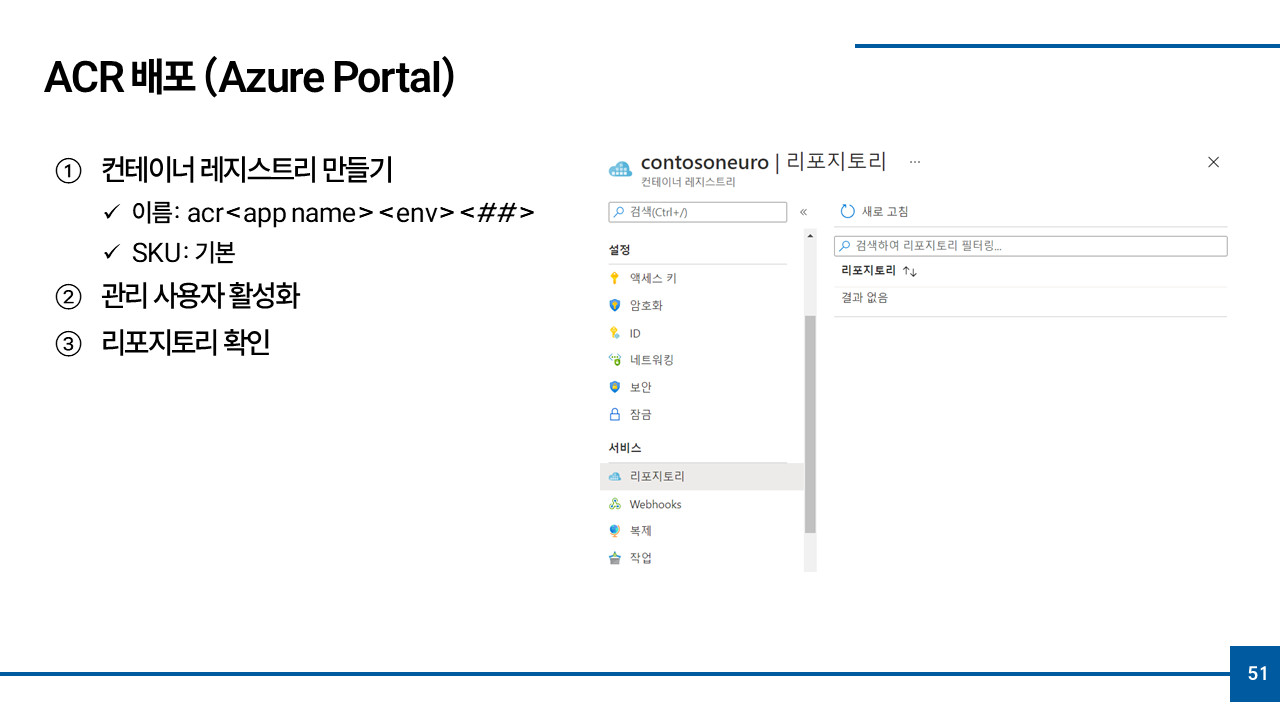 ACR 배포 (Azure Portal)
① 컨테이너 레지스트리 만들기
✓ 이름: acr<app name><env><##>
✓ SKU: 기본
② 관리 사용자 활성화
③ 리포지토리 확인
contosoneuro | 리포지토리 ...
컨테이너 레지스트리
검색(Ctrl+/)
«
설정
액세스 키
암호화
ID
네트워킹
보안
잠금
서비스
리포지토리
Webhooks
복제
작업
새로 고침
검색하여 리포지토리 필터링...
리포지토리 ↑↓
결과 없음
51